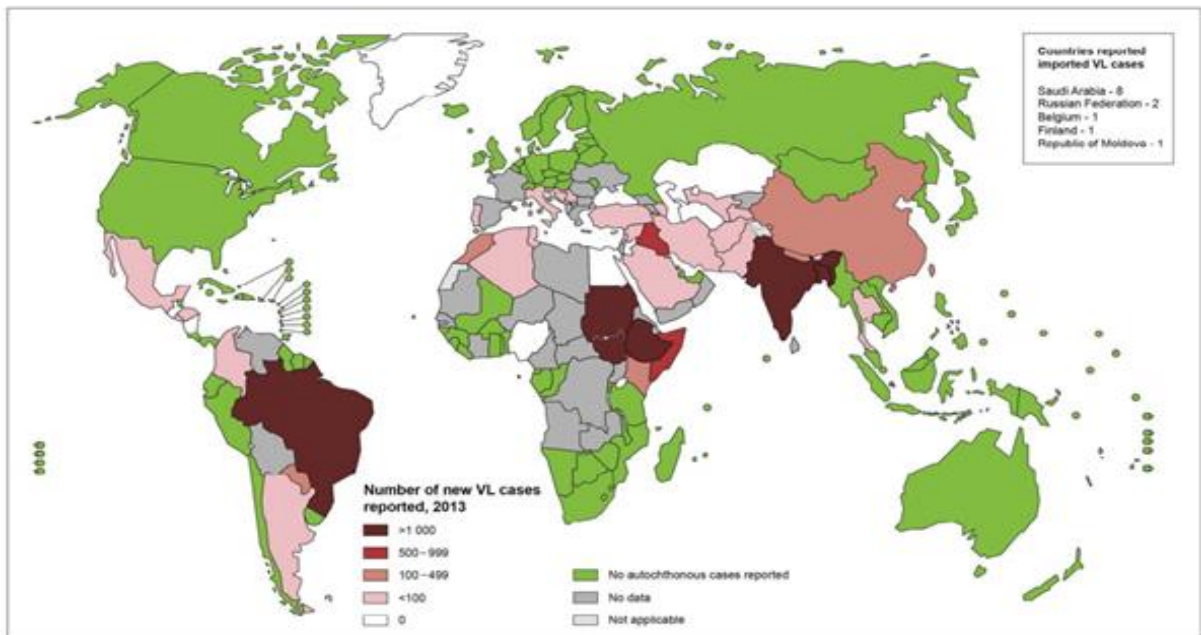 Countries reported
imported VL cases
Saudi Arabia - 8
Russian Federation - 2
Belgium - 1
Finland - 1
Republic of Moldova - 1
Number of new VL cases
reported, 2013
>1 000
500–999
100–499
<100
0
No autochthonous cases reported
No data
Not applicable